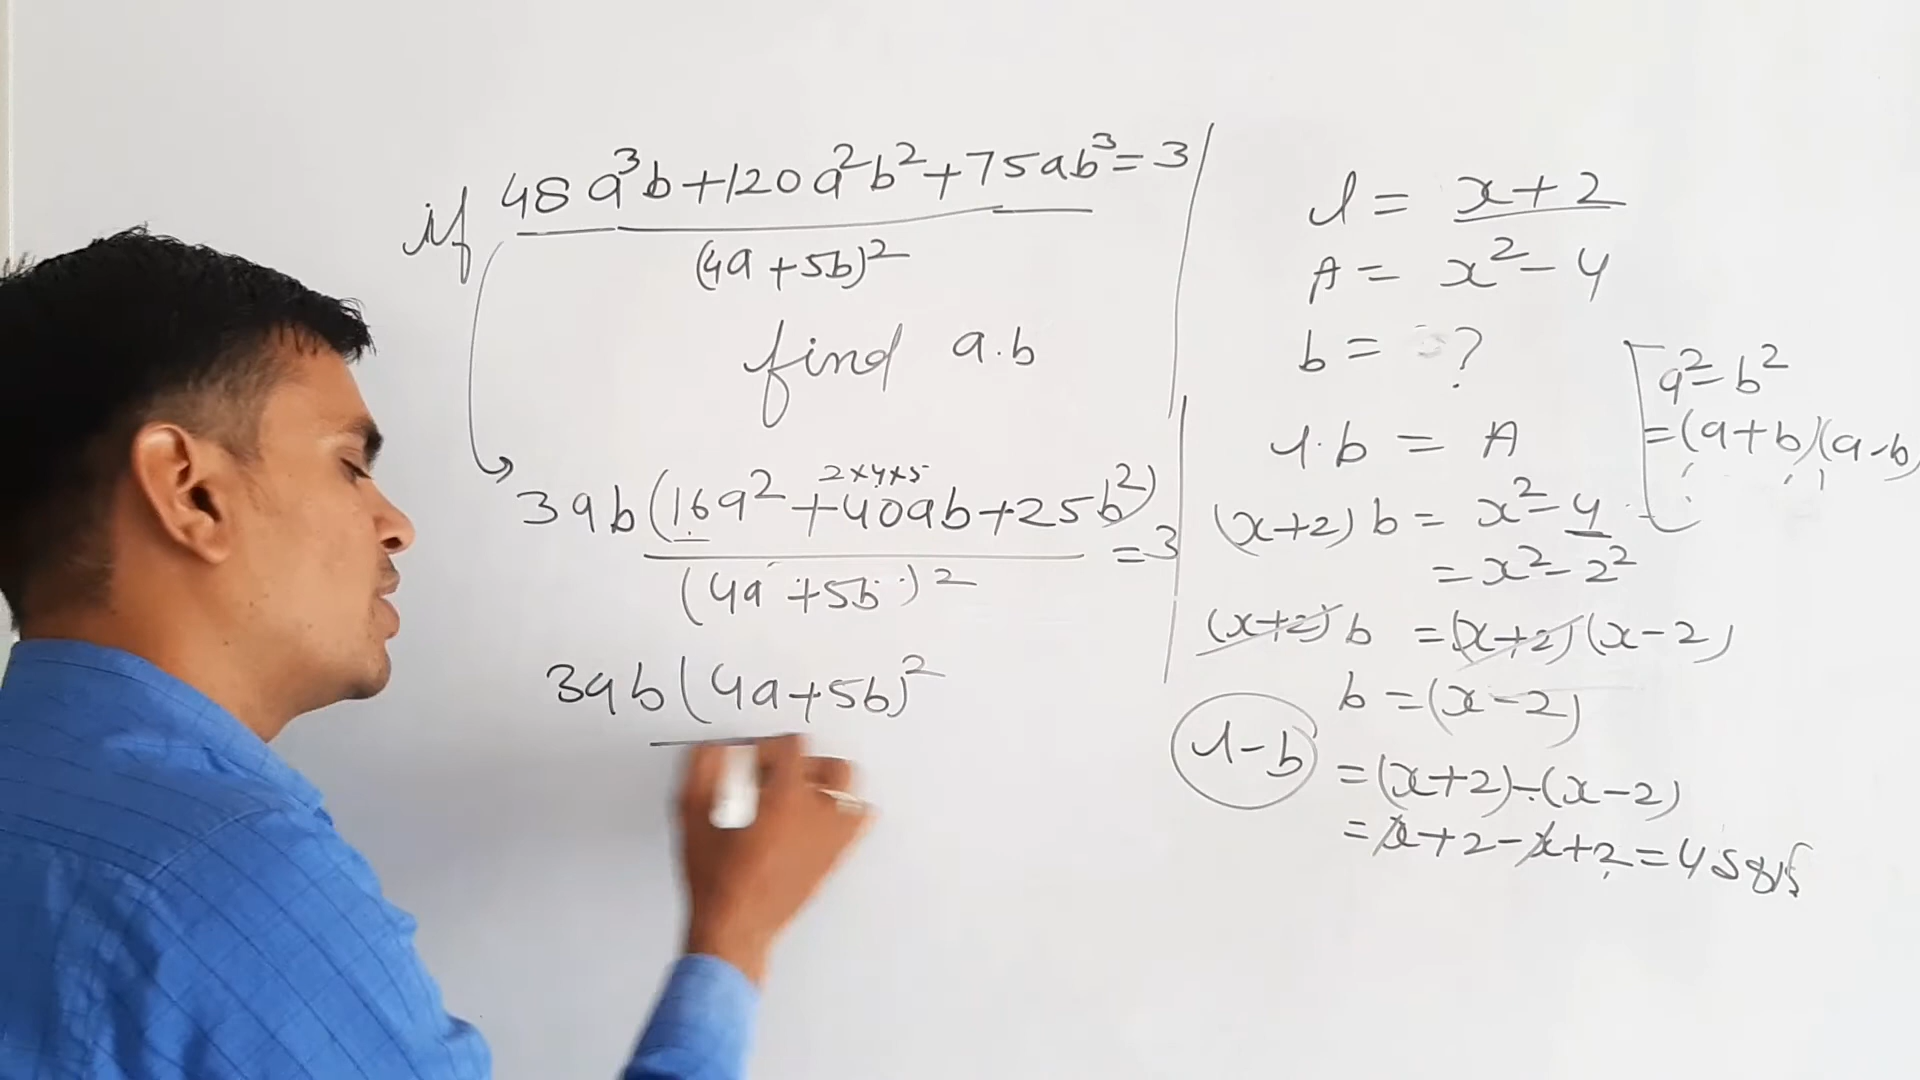 if 48a³b+120a²b²+75ab³=3
(4a+5b)²
find a.b
2×4×5
3ab(16a²+40ab+25b²)
=3
(4a+5b)²
3ab(4a+5b)²
l = x+2
A = x²-4
b = ?
l.b = A
(x+2) b = x²-4
= x²-2²
(x+2) b = (x+2)(x-2)
b = (x-2)
l-b = (x+2)-(x-2)
= x+2-x+2=4
a²-b²
=(a+b)(a-b)